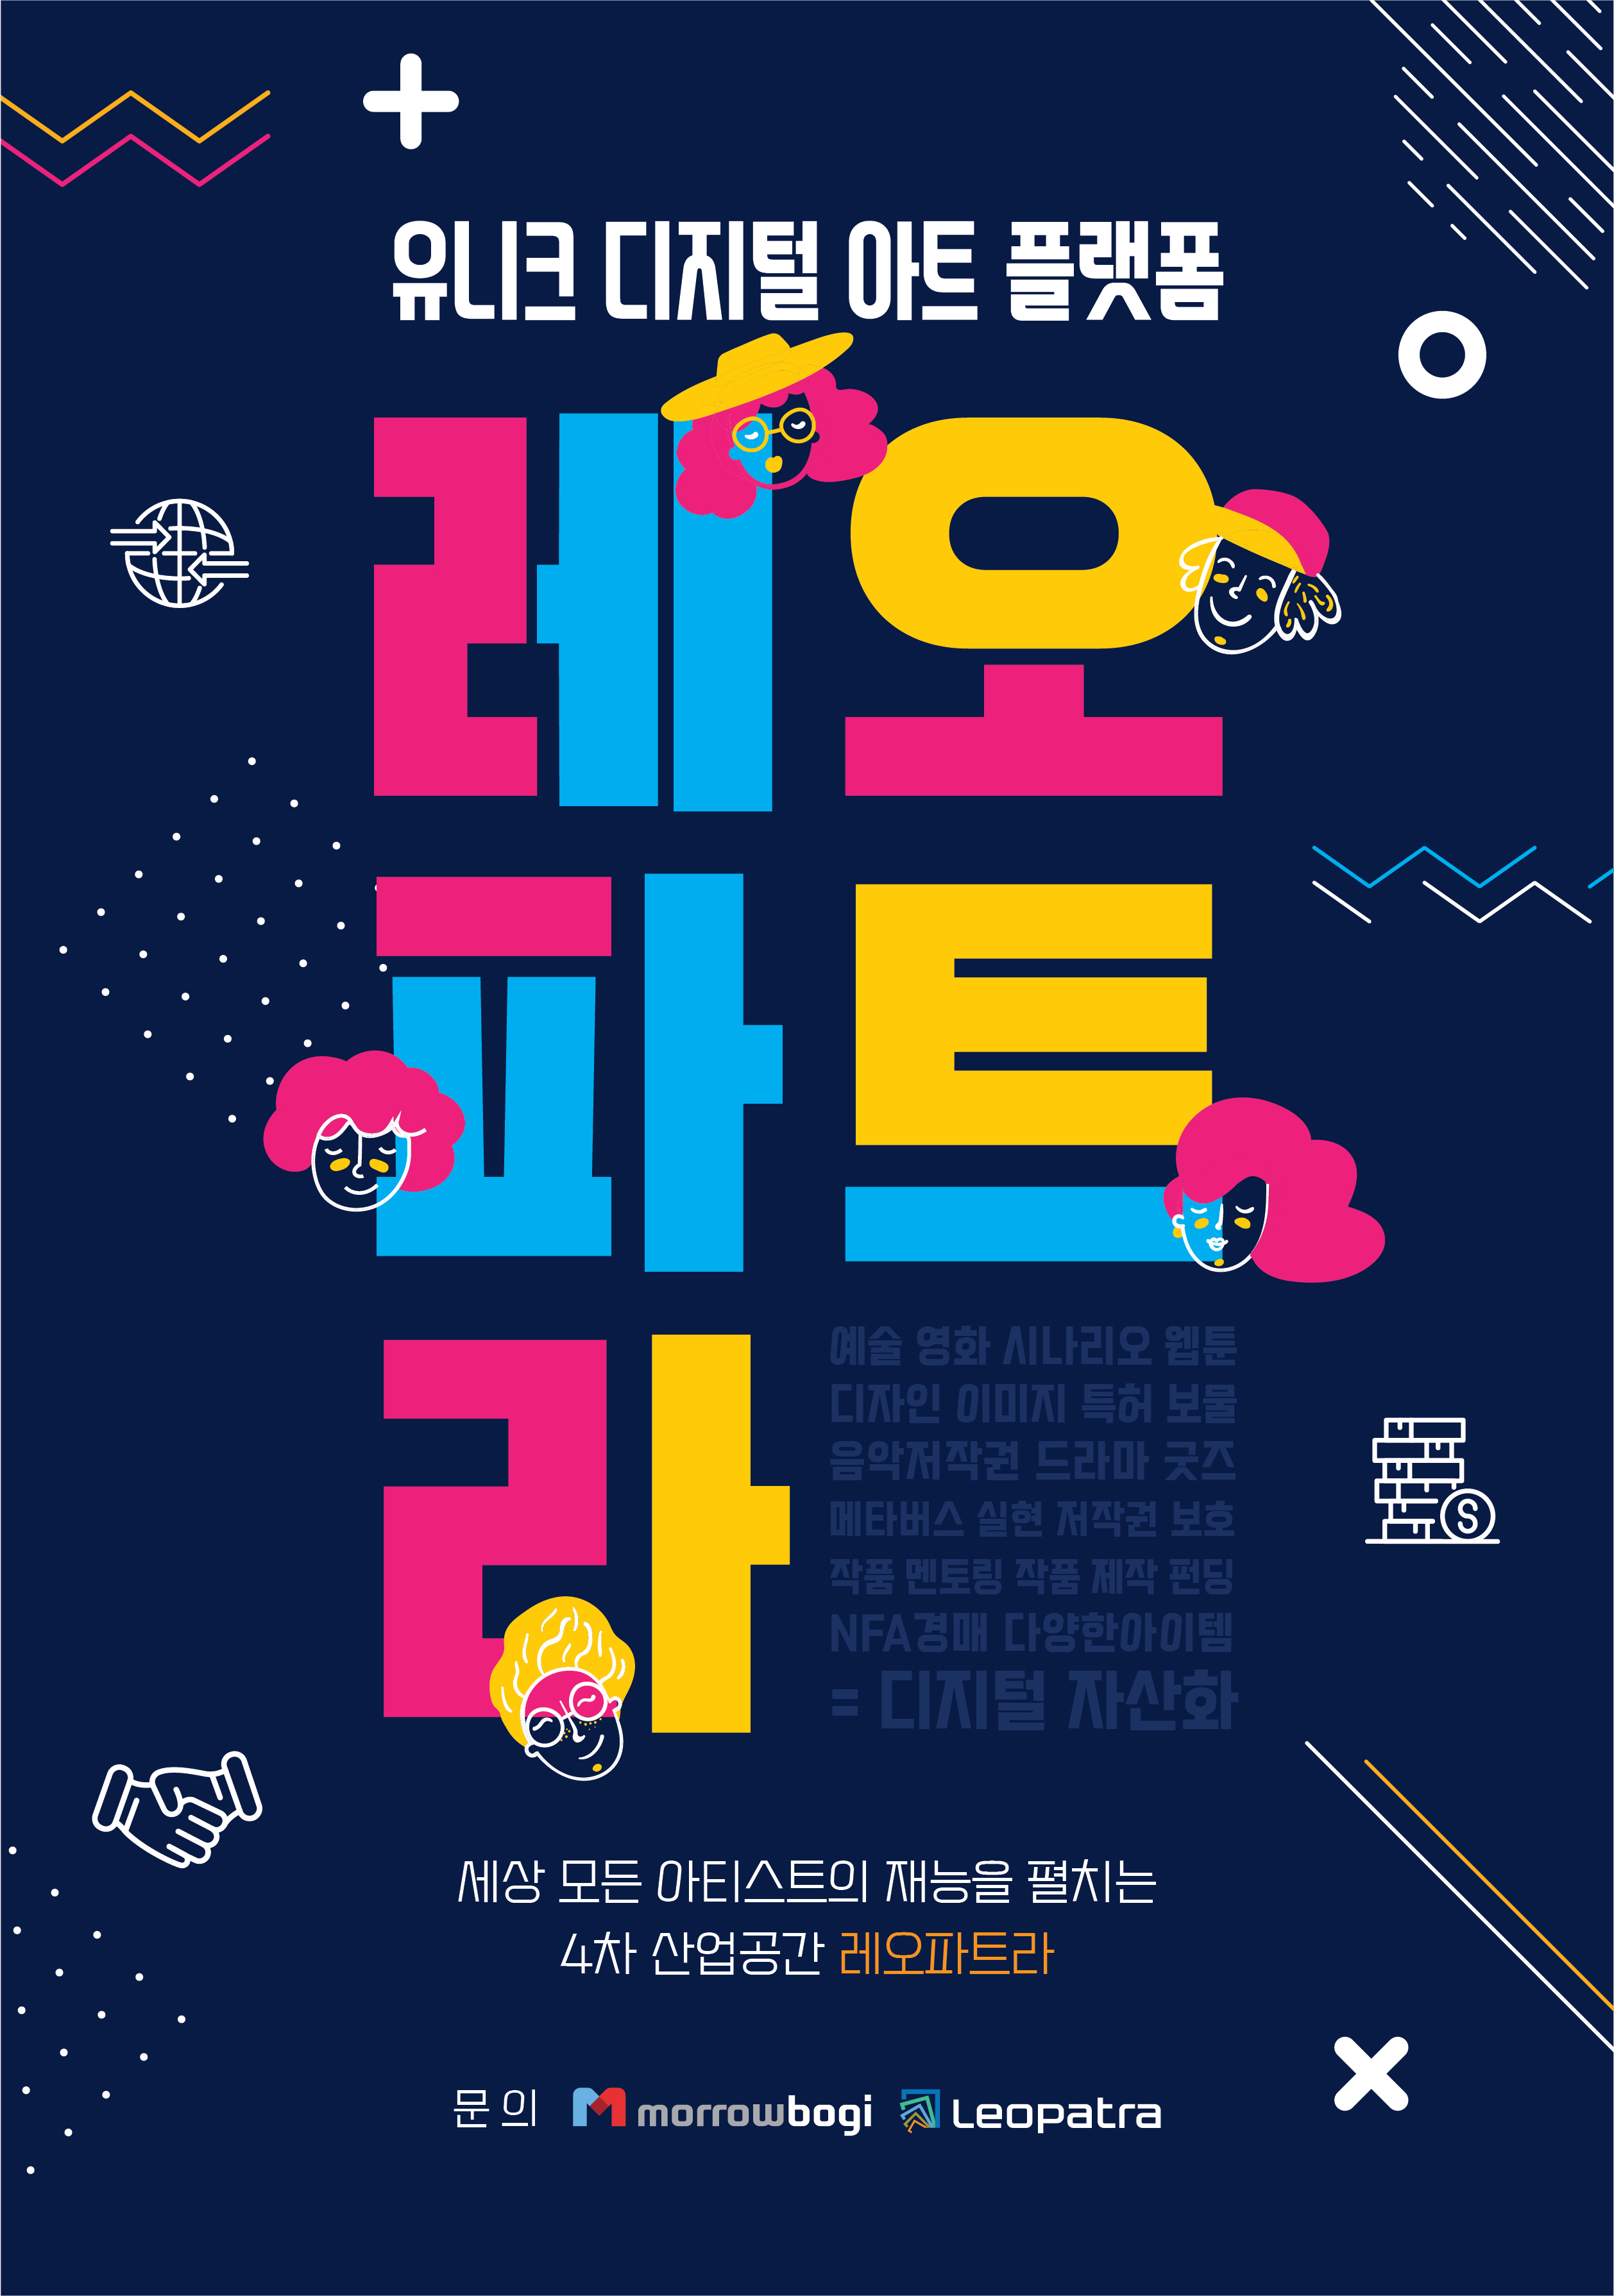 유니크 디지털 아트 플랫폼
레오
파트
라
예술 영화 시나리오 웹툰
디자인 이미지 특허 보물
음악저작권 드라마 굿즈
메타버스 실현 저작권 보호
작품 멘토링 작품 제작 펀딩
NFA경매 다양한아이템
= 디지털 자산화
세상 모든 아티스트의 재능을 펼치는
4차 산업공간 레오파트라
문의 morrowbogi Leopatra